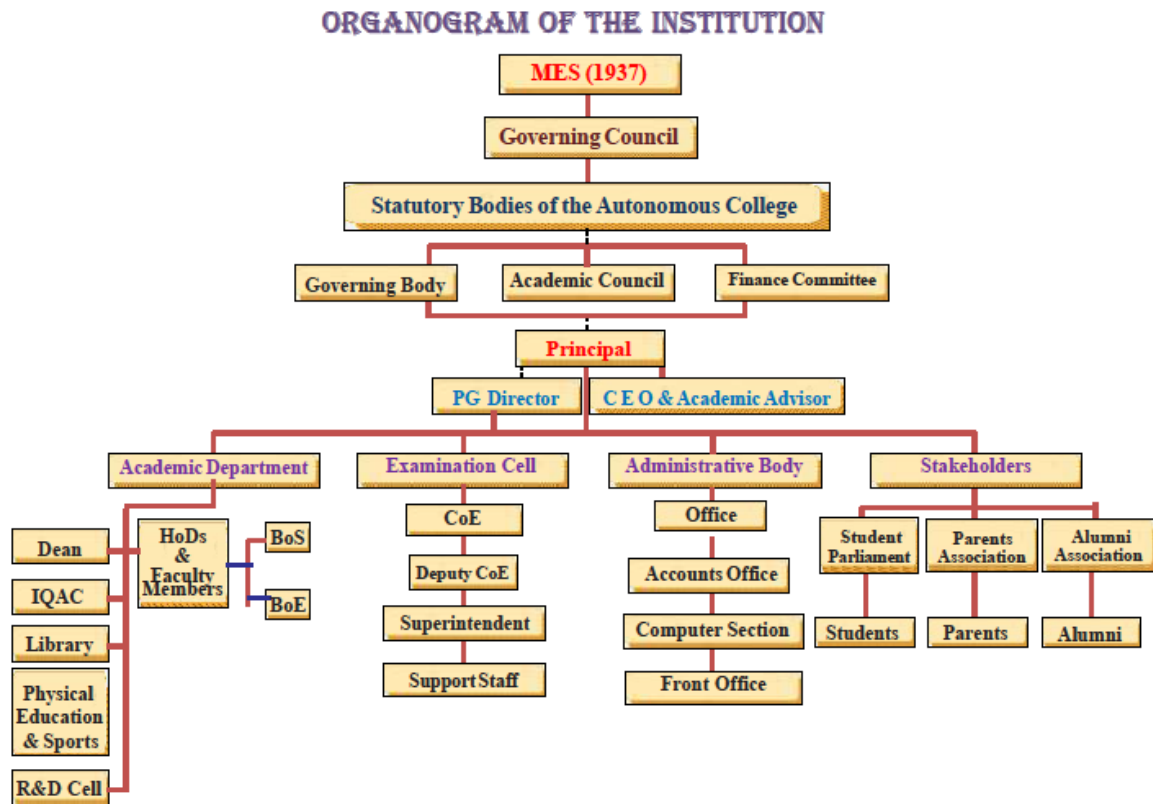 ORGANOGRAM OF THE INSTITUTION
MES (1937)
Governing Council
Statutory Bodies of the Autonomous College
Governing Body
Academic Council
Finance Committee
Principal
PG Director
C E O & Academic Advisor
Academic Department
Examination Cell
Administrative Body
Stakeholders
Dean
IQAC
Library
Physical
Education
& Sports
R&D Cell
HoDs
&
Faculty
Members
BoS
BoE
CoE
Deputy CoE
Superintendent
Support Staff
Office
Accounts Office
Computer Section
Front Office
Student
Parliament
Parents
Association
Alumni
Association
Students
Parents
Alumni